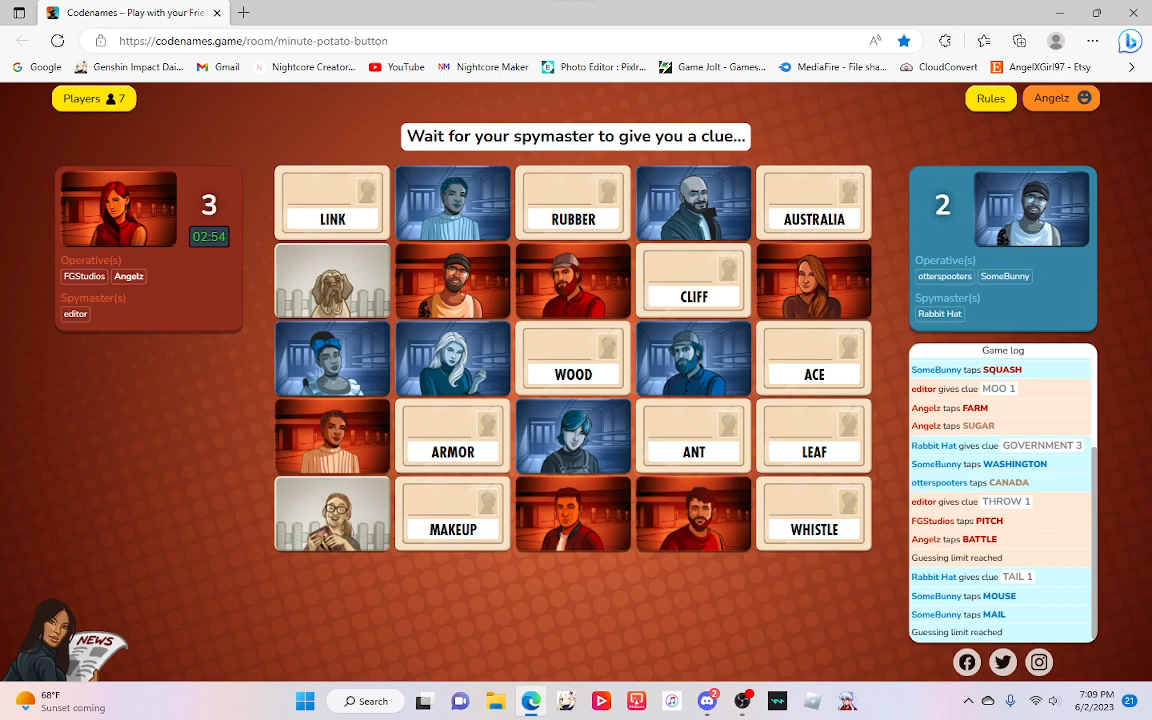 Codenames – Play with your Frie
https://codenames.game/room/minute-potato-button
Google
Genshin Impact Dai...
Gmail
Nightcore Creator...
YouTube
NM Nightcore Maker
Photo Editor : Pixlr...
Game Jolt - Games...
MediaFire - File sha...
CloudConvert
AngelXGirl97 - Etsy
Players 7
Rules
Angelz
Wait for your spymaster to give you a clue...
3
02:54
Operative(s)
FGStudios Angelz
Spymaster(s)
editor
LINK
RUBBER
AUSTRALIA
CLIFF
WOOD
ACE
ARMOR
ANT
LEAF
MAKEUP
WHISTLE
2
Operative(s)
otterspooters SomeBunny
Spymaster(s)
Rabbit Hat
Game log
SomeBunny taps SQUASH
editor gives clue MOO 1
Angelz taps FARM
Angelz taps SUGAR
Rabbit Hat gives clue GOVERNMENT 3
SomeBunny taps WASHINGTON
otterspooters taps CANADA
editor gives clue THROW 1
FGStudios taps PITCH
Angelz taps BATTLE
Guessing limit reached
Rabbit Hat gives clue TAIL 1
SomeBunny taps MOUSE
SomeBunny taps MAIL
Guessing limit reached
NEWS
68°F
Sunset coming
Search
2
7:09 PM
6/2/2023
21